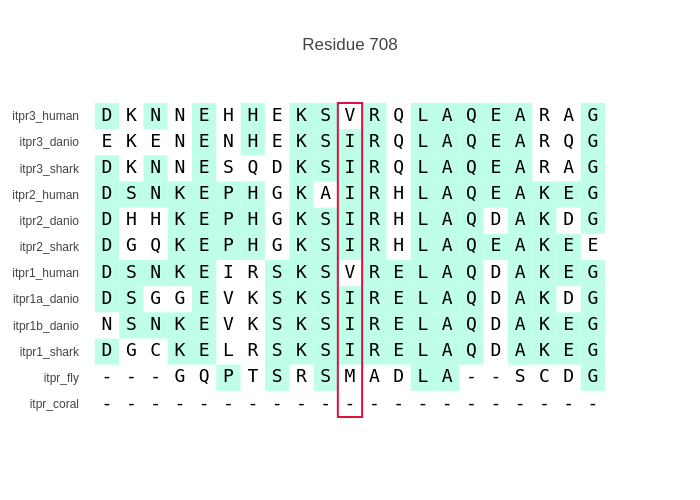 Residue 708
itpr3_human D K N N E H H E K S V R Q L A Q E A R A G
itpr3_danio E K E N E N H E K S I R Q L A Q E A R Q G
itpr3_shark D K N N E S Q D K S I R Q L A Q E A R A G
itpr2_human D S N K E P H G K A I R H L A Q E A K E G
itpr2_danio D H H K E P H G K S I R H L A Q D A K D G
itpr2_shark D G Q K E P H G K S I R H L A Q E A K E E
itpr1_human D S N K E I R S K S V R E L A Q D A K E G
itpr1a_danio D S G G E V K S K S I R E L A Q D A K D G
itpr1b_danio N S N K E V K S K S I R E L A Q D A K E G
itpr1_shark D G C K E L R S K S I R E L A Q D A K E G
itpr_fly - - - G Q P T S R S M A D L A - - S C D G
itpr_coral - - - - - - - - - - - - - - - - - - - - -